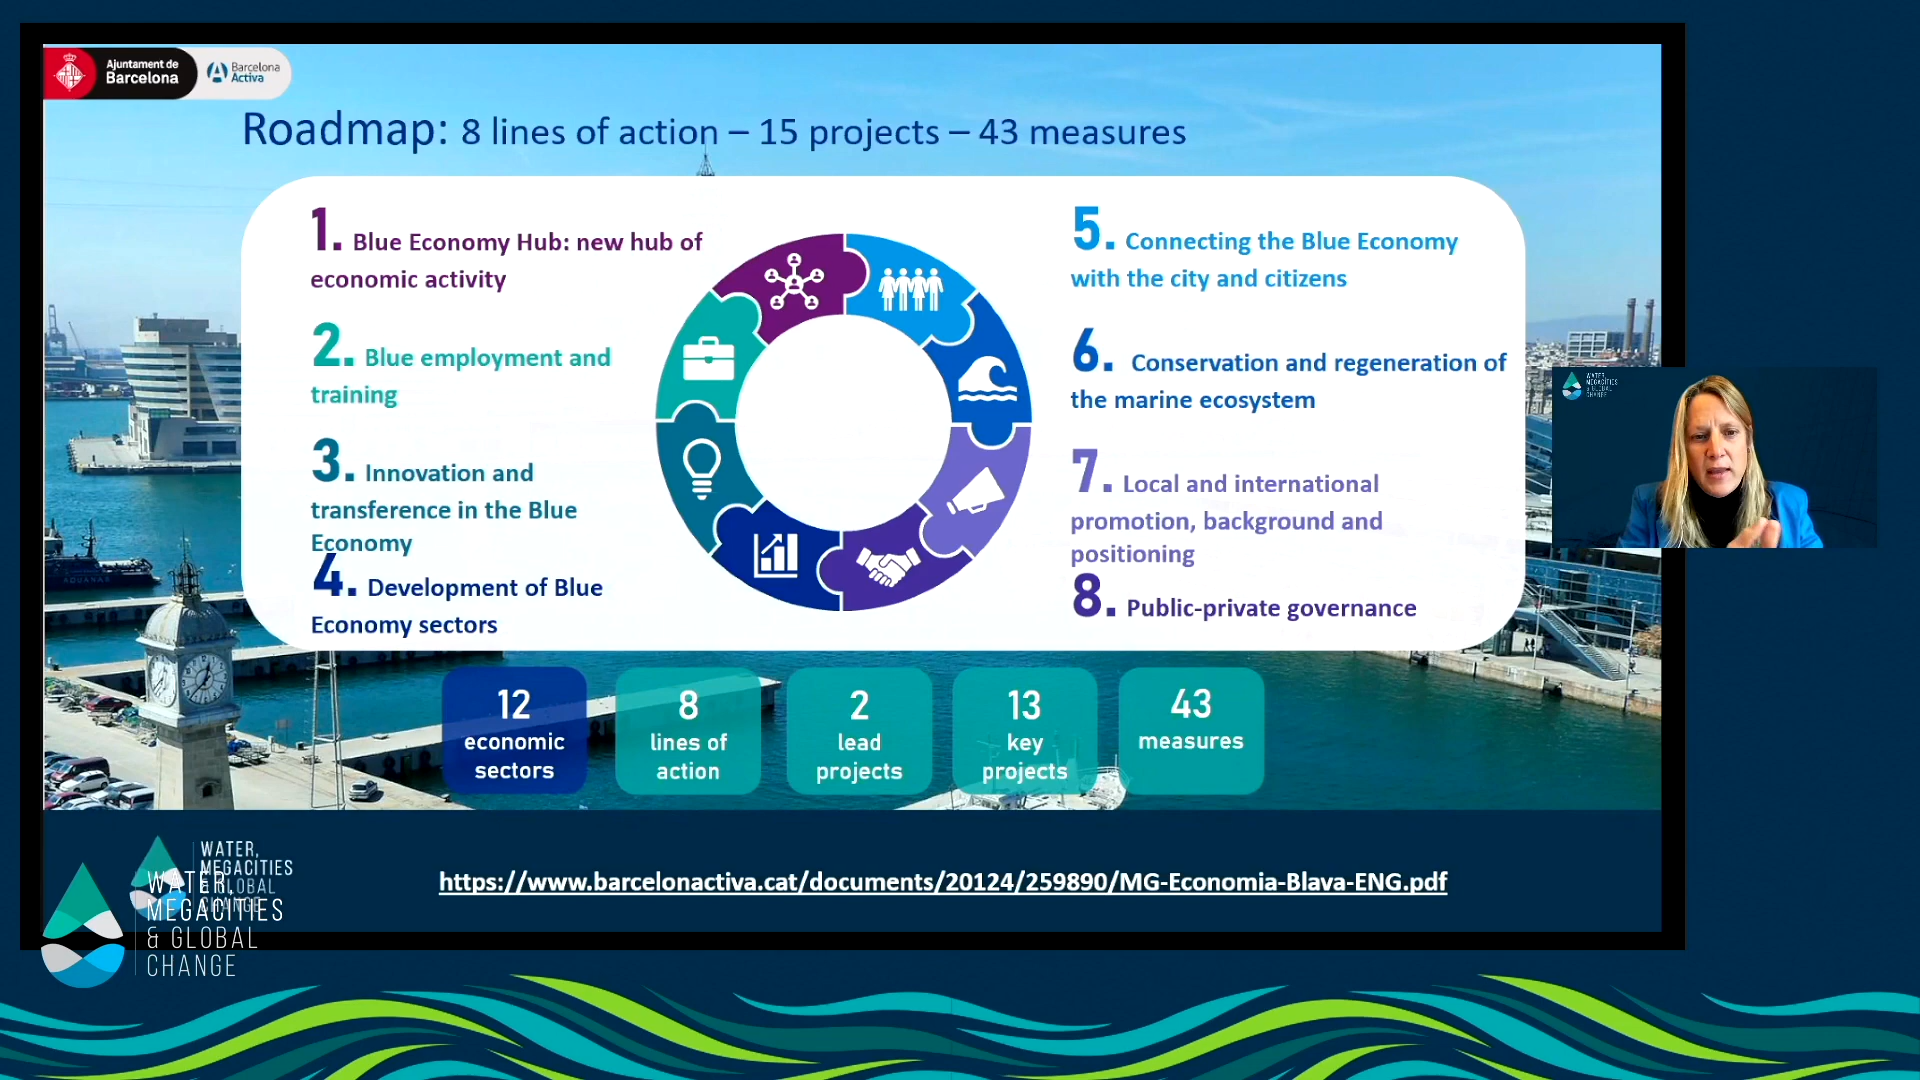 Ajuntament de
Barcelona
Barcelona
Activa
Roadmap: 8 lines of action – 15 projects – 43 measures
1. Blue Economy Hub: new hub of
economic activity
2. Blue employment and
training
3. Innovation and
transference in the Blue
Economy
4. Development of Blue
Economy sectors
5. Connecting the Blue Economy
with the city and citizens
6. Conservation and regeneration of
the marine ecosystem
7. Local and international
promotion, background and
positioning
8. Public-private governance
12
economic
sectors
8
lines of
action
2
lead
projects
13
key
projects
43
measures
WATER,
MEGACITIES
& GLOBAL
CHANGE
https://www.barcelonactiva.cat/documents/20124/259890/MG-Economia-Blava-ENG.pdf
WATER,
MEGACITIES
& GLOBAL
CHANGE
WATER,
MEGACITIES
& GLOBAL
CHANGE